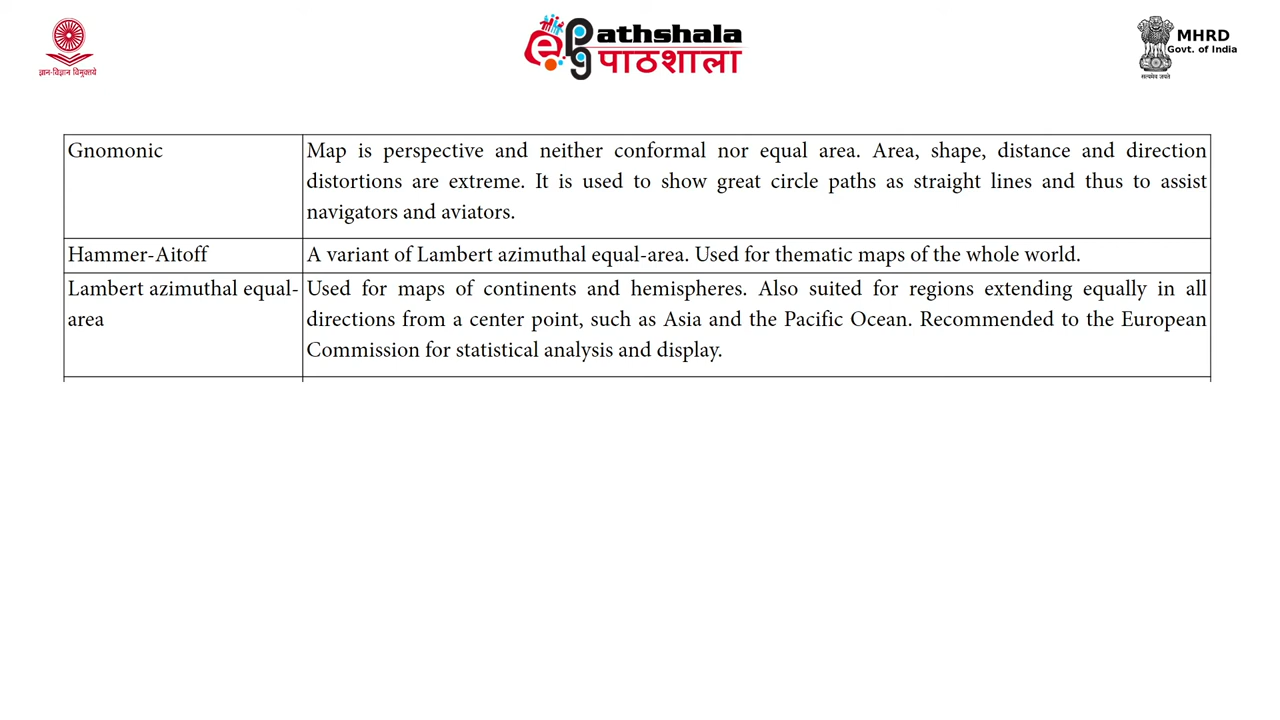 ज्ञान-विज्ञान विमुक्तये
ePathshala
पाठशाला
MHRD
Govt. of India
सत्यमेव जयते
Gnomonic
Map is perspective and neither conformal nor equal area. Area, shape, distance and direction
distortions are extreme. It is used to show great circle paths as straight lines and thus to assist
navigators and aviators.
Hammer-Aitoff
A variant of Lambert azimuthal equal-area. Used for thematic maps of the whole world.
Lambert azimuthal equal-
area
Used for maps of continents and hemispheres. Also suited for regions extending equally in all
directions from a center point, such as Asia and the Pacific Ocean. Recommended to the European
Commission for statistical analysis and display.